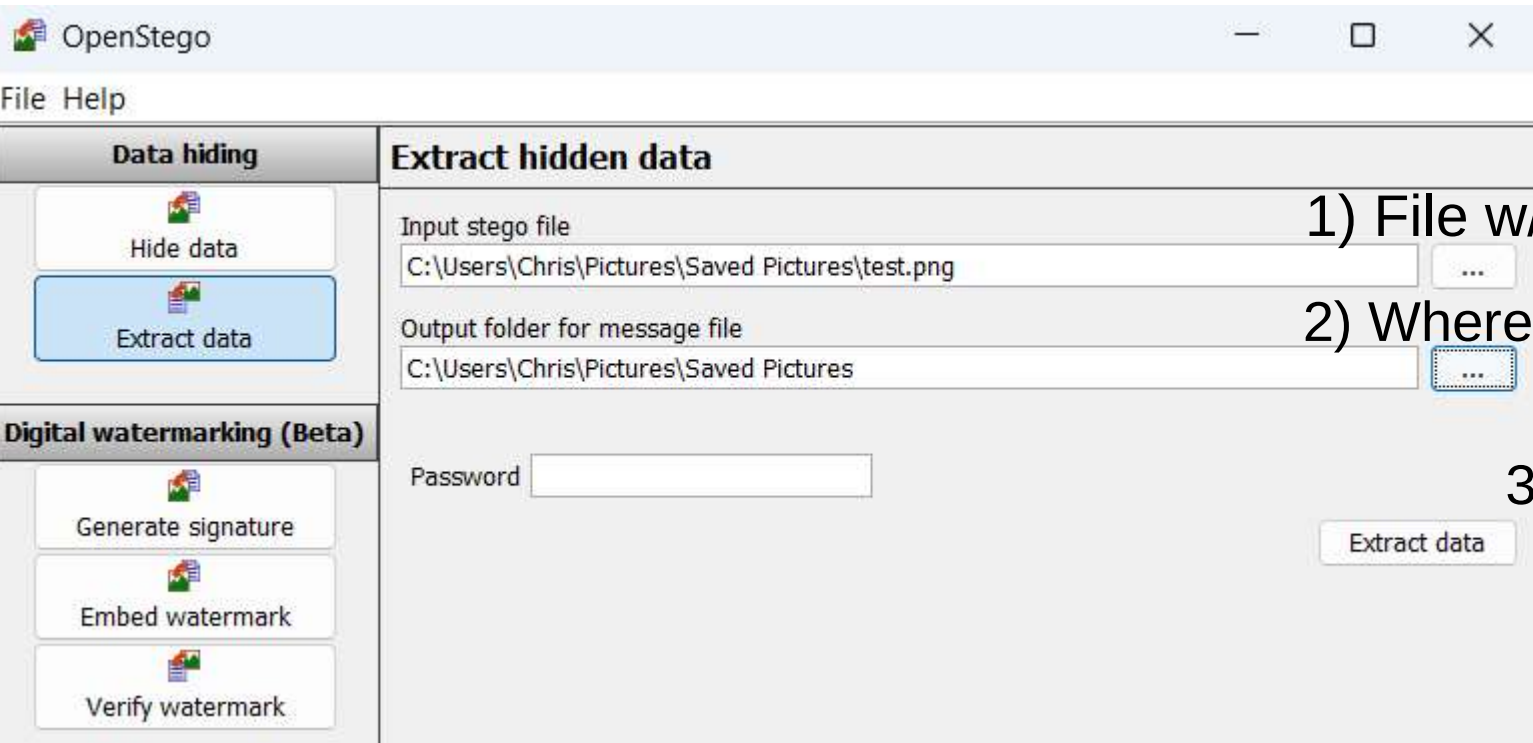 OpenStego
File Help
Data hiding
Hide data
Extract data
Digital watermarking (Beta)
Generate signature
Embed watermark
Verify watermark
Extract hidden data
Input stego file
1) File w/
C:\Users\Chris\Pictures\Saved Pictures\test.png
...
Output folder for message file
2) Where
C:\Users\Chris\Pictures\Saved Pictures
...
Password
3
Extract data